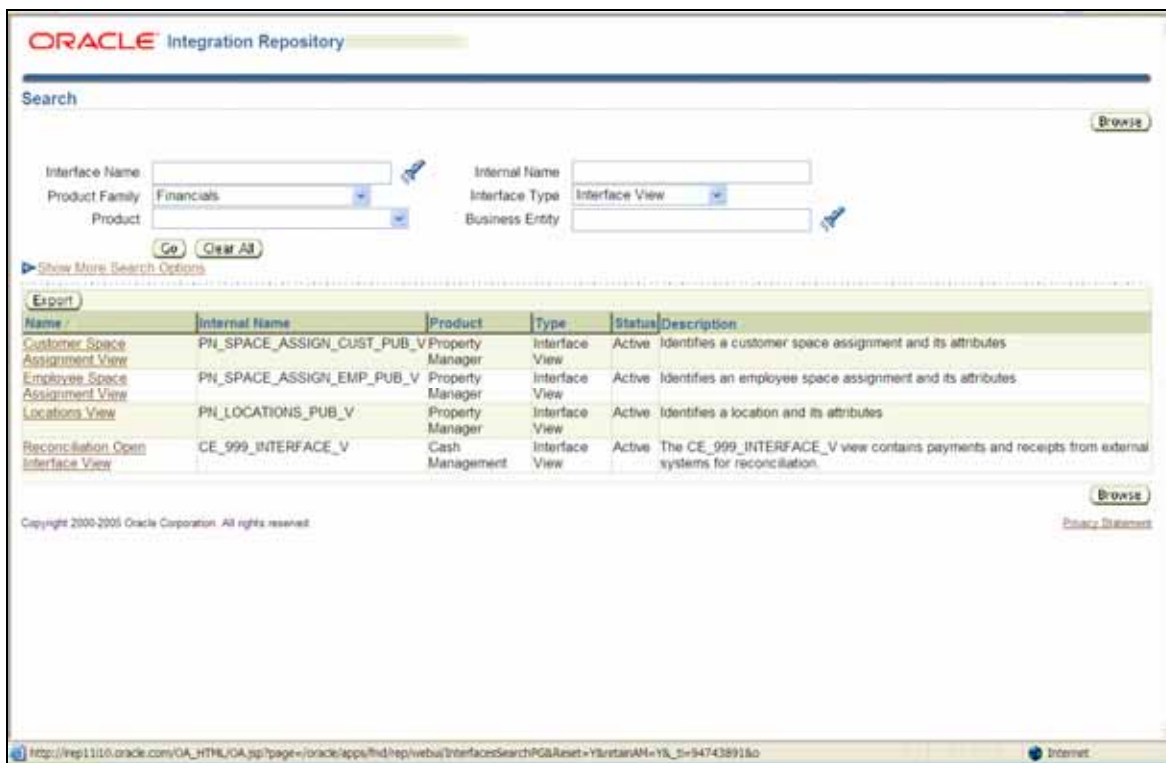 ORACLE Integration Repository
Search
Browse
Interface Name
Internal Name
Product Family Financials
Interface Type Interface View
Product
Business Entity
Go Clear All
Show More Search Options
Export
Name Internal Name Product Type Status Description
Customer Space Assignment View PN_SPACE_ASSIGN_CUST_PUB_V Property Manager Interface View Active Identifies a customer space assignment and its attributes
Employee Space Assignment View PN_SPACE_ASSIGN_EMP_PUB_V Property Manager Interface View Active Identifies an employee space assignment and its attributes
Locations View PN_LOCATIONS_PUB_V Property Manager Interface View Active Identifies a location and its attributes
Reconciliation Open Interface View CE_999_INTERFACE_V Cash Management Interface View Active The CE_999_INTERFACE_V view contains payments and receipts from external systems for reconciliation.
Browse
Copyright 2000-2005 Oracle Corporation. All rights reserved.
Privacy Statement
Internet